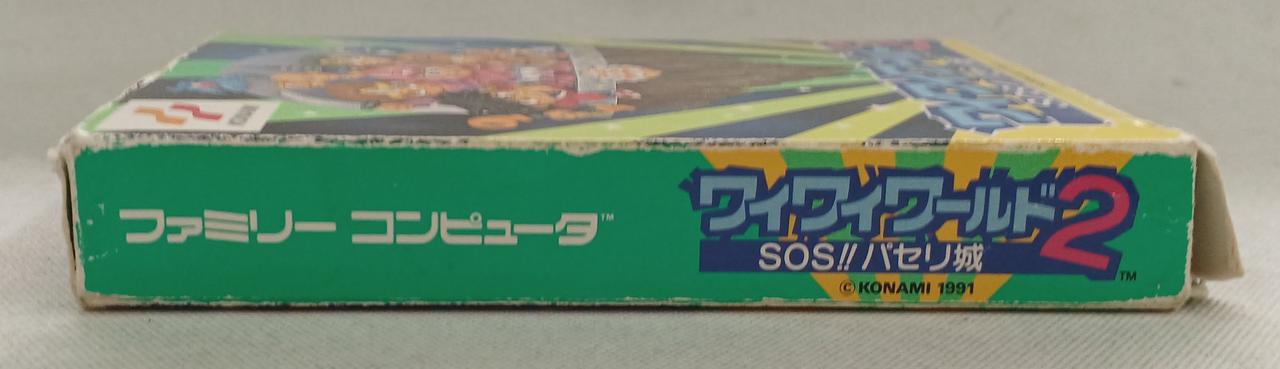 KONAMI
ファミリー コンピュータ™
ワイワイワールド2
SOS!!パセリ城
™
©KONAMI 1991